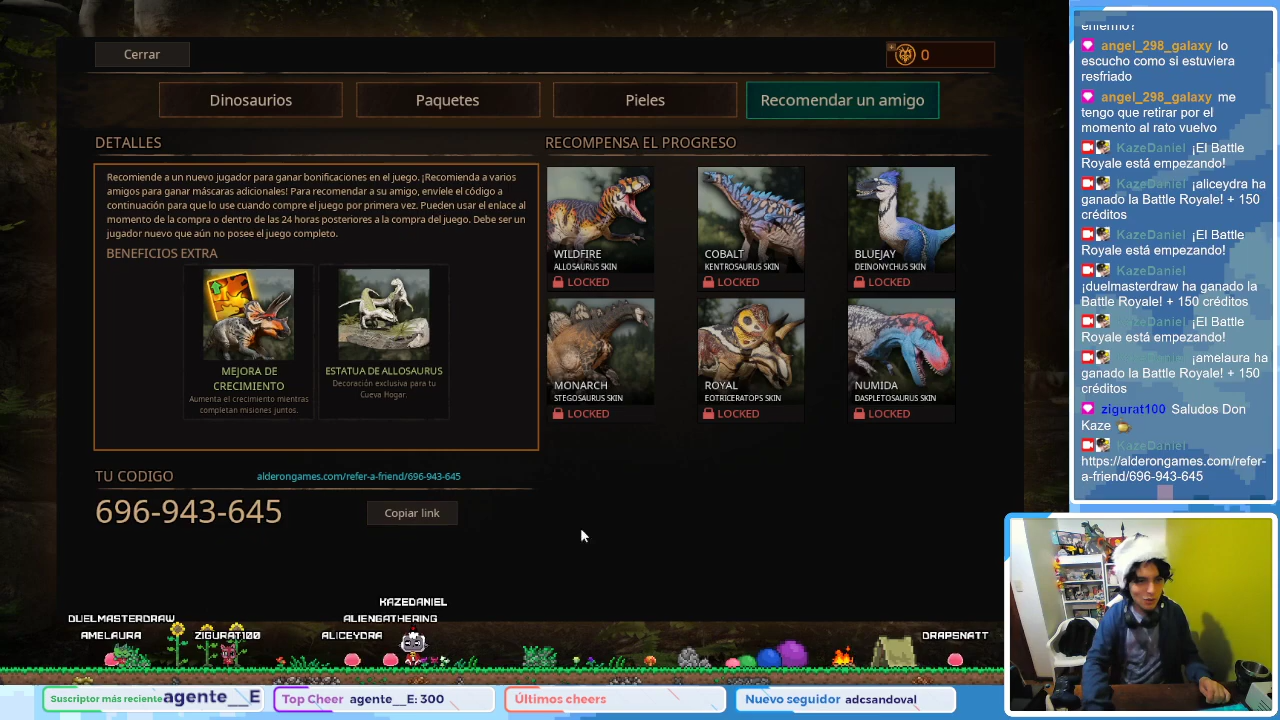 Cerrar
0
Dinosaurios
Paquetes
Pieles
Recomendar un amigo
DETALLES
Recomiende a un nuevo jugador para ganar bonificaciones en el juego. ¡Recomienda a varios
amigos para ganar máscaras adicionales! Para recomendar a su amigo, envíele el código a
continuación para que lo use cuando compre el juego por primera vez. Pueden usar el enlace al
momento de la compra o dentro de las 24 horas posteriores a la compra del juego. Debe ser un
jugador nuevo que aún no posee el juego completo.
BENEFICIOS EXTRA
MEJORA DE
CRECIMIENTO
Aumenta el crecimiento mientras
completan misiones juntos.
ESTATUA DE ALLOSAURUS
Decoración exclusiva para tu
Cueva Hogar.
RECOMPENSA EL PROGRESO
WILDFIRE
ALLOSAURUS SKIN
LOCKED
COBALT
KENTROSAURUS SKIN
LOCKED
BLUEJAY
DEINONYCHUS SKIN
LOCKED
MONARCH
STEGOSAURUS SKIN
LOCKED
ROYAL
EOTRICERATOPS SKIN
LOCKED
NUMIDA
DASPLETOSAURUS SKIN
LOCKED
TU CODIGO
alderongames.com/refer-a-friend/696-943-645
696-943-645
Copiar link
enfermo?
angel_298_galaxy lo
escucho como si estuviera
resfriado
angel_298_galaxy me
tengo que retirar por el
momento al rato vuelvo
KazeDaniel ¡El Battle
Royale está empezando!
KazeDaniel ¡aliceydra ha
ganado la Battle Royale! + 150
créditos
KazeDaniel ¡El Battle
Royale está empezando!
KazeDaniel
¡duelmasterdraw ha ganado la
Battle Royale! + 150 créditos
KazeDaniel ¡El Battle
Royale está empezando!
KazeDaniel ¡amelaura ha
ganado la Battle Royale! + 150
créditos
zigurat100 Saludos Don
Kaze
KazeDaniel
https://alderongames.com/refer-
a-friend/696-943-645
KAZEDANIEL
DUELMASTERDRAW
AMELAURA
ZIGURAT100
ALICEYDRA
DRAPSNATT
Suscriptor más reciente agente__E
Top Cheer agente__E: 300
Últimos cheers
Nuevo seguidor adcsandoval